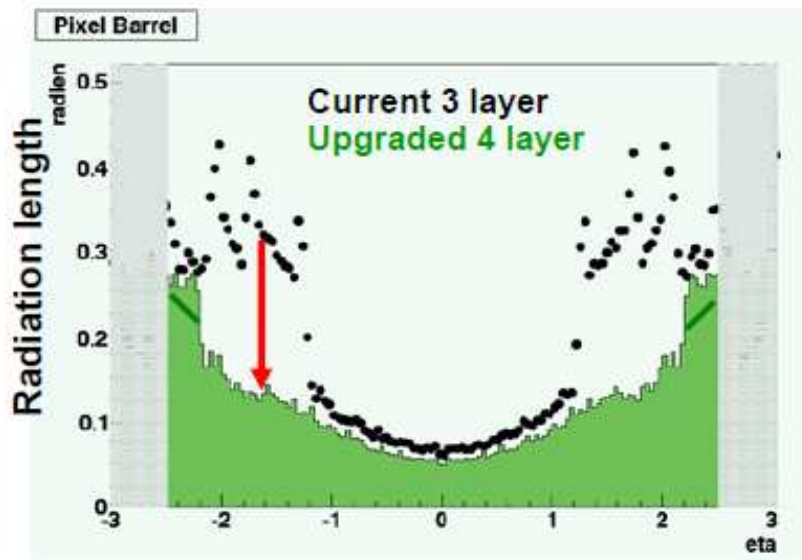 Pixel Barrel
Radiation length
radlen
0.5
0.4
0.3
0.2
0.1
0
Current 3 layer
Upgraded 4 layer
-3
-2
-1
0
1
2
3
eta